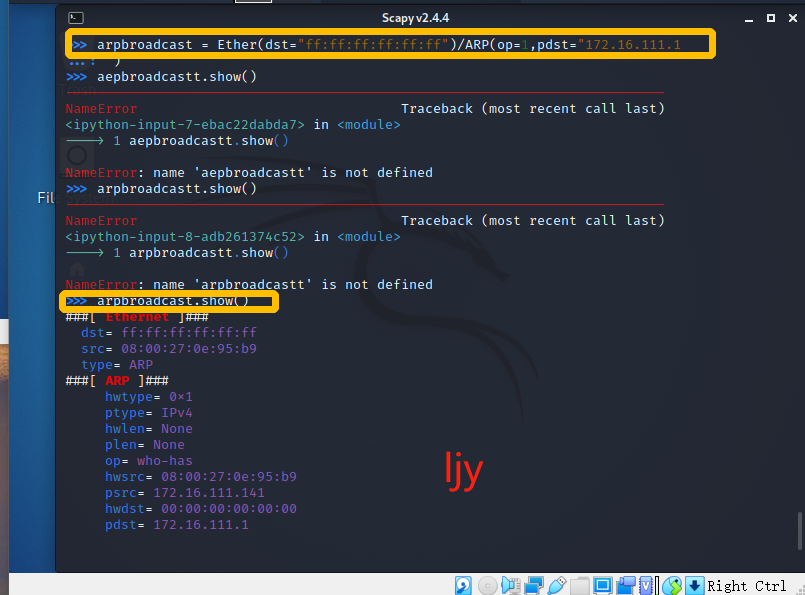 Scapy v2.4.4
>>> arpbroadcast = Ether(dst="ff:ff:ff:ff:ff:ff")/ARP(op=1,pdst="172.16.111.1
...: )
>>> aepbroadcastt.show()
NameError Traceback (most recent call last)
<ipython-input-7-ebac22dabda7> in <module>
----> 1 aepbroadcastt.show()
NameError: name 'aepbroadcastt' is not defined
>>> arpbroadcastt.show()
NameError Traceback (most recent call last)
<ipython-input-8-adb261374c52> in <module>
----> 1 arpbroadcastt.show()
NameError: name 'arpbroadcastt' is not defined
>>> arpbroadcast.show()
###[ Ethernet ]###
dst= ff:ff:ff:ff:ff:ff
src= 08:00:27:0e:95:b9
type= ARP
###[ ARP ]###
hwtype= 0x1
ptype= IPv4
hwlen= None
plen= None
op= who-has
hwsrc= 08:00:27:0e:95:b9
psrc= 172.16.111.141
hwdst= 00:00:00:00:00:00
pdst= 172.16.111.1
ljy
Right Ctrl